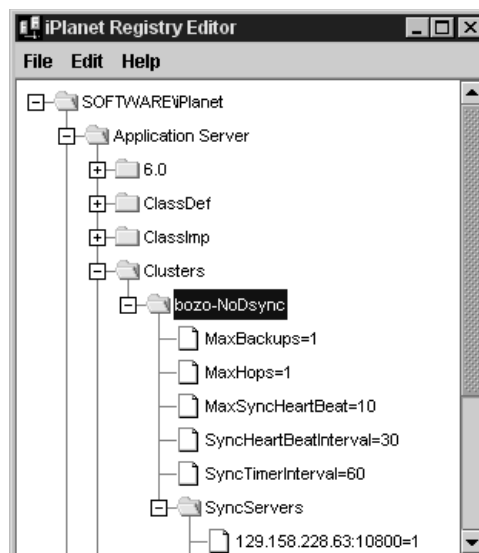 iPlanet Registry Editor
File Edit Help
SOFTWARE\iPlanet
Application Server
6.0
ClassDef
ClassImp
Clusters
bozo-NoDsync
MaxBackups=1
MaxHops=1
MaxSyncHeartBeat=10
SyncHeartBeatInterval=30
SyncTimerInterval=60
SyncServers
129.158.228.63:10800=1